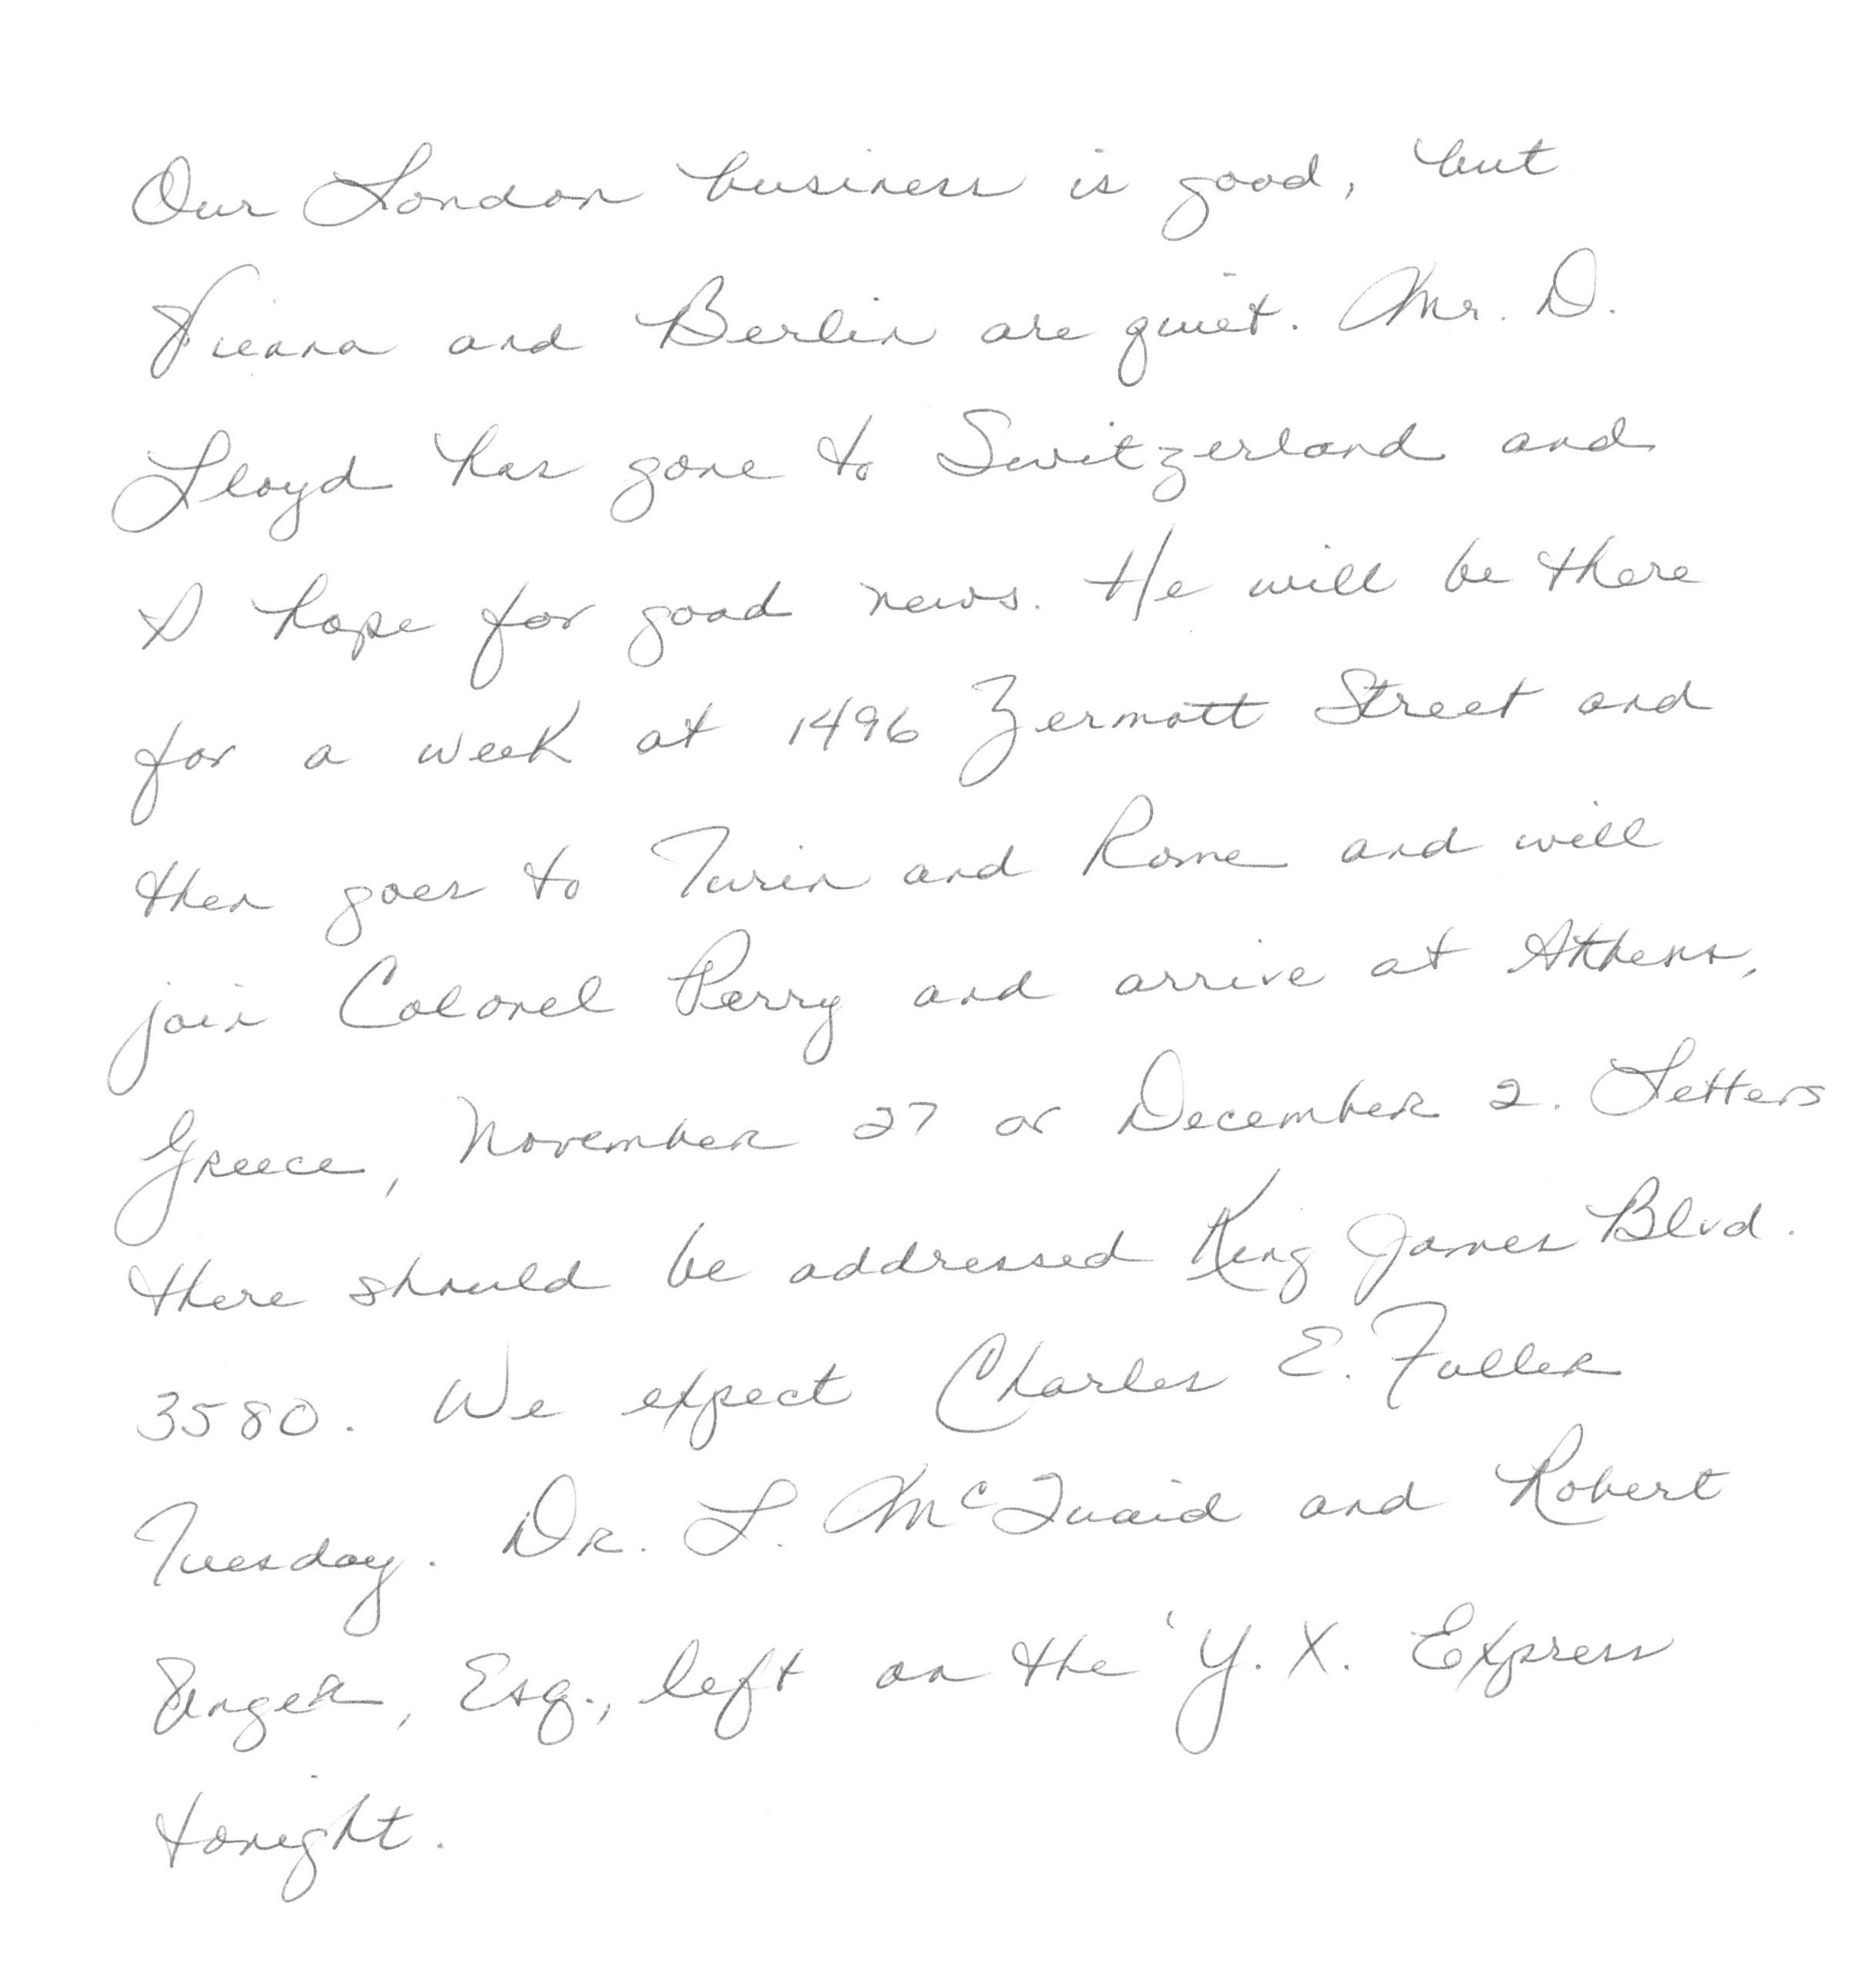 Our London business is good, but
Vienna and Berlin are quiet. Mr. D.
Lloyd has gone to Switzerland and
I hope for good news. He will be there
for a week at 1496 Zermott Street and
then goes to Turin and Rome and will
join Colonel Perry and arrive at Athens,
Greece, November 27 or December 2. Letters
there should be addressed King James Blvd.
3580. We expect Charles E. Fuller
Tuesday. Dr. L. McQuaid and Robert
Unger, Esq., left on the 'Y. X. Express
tonight.